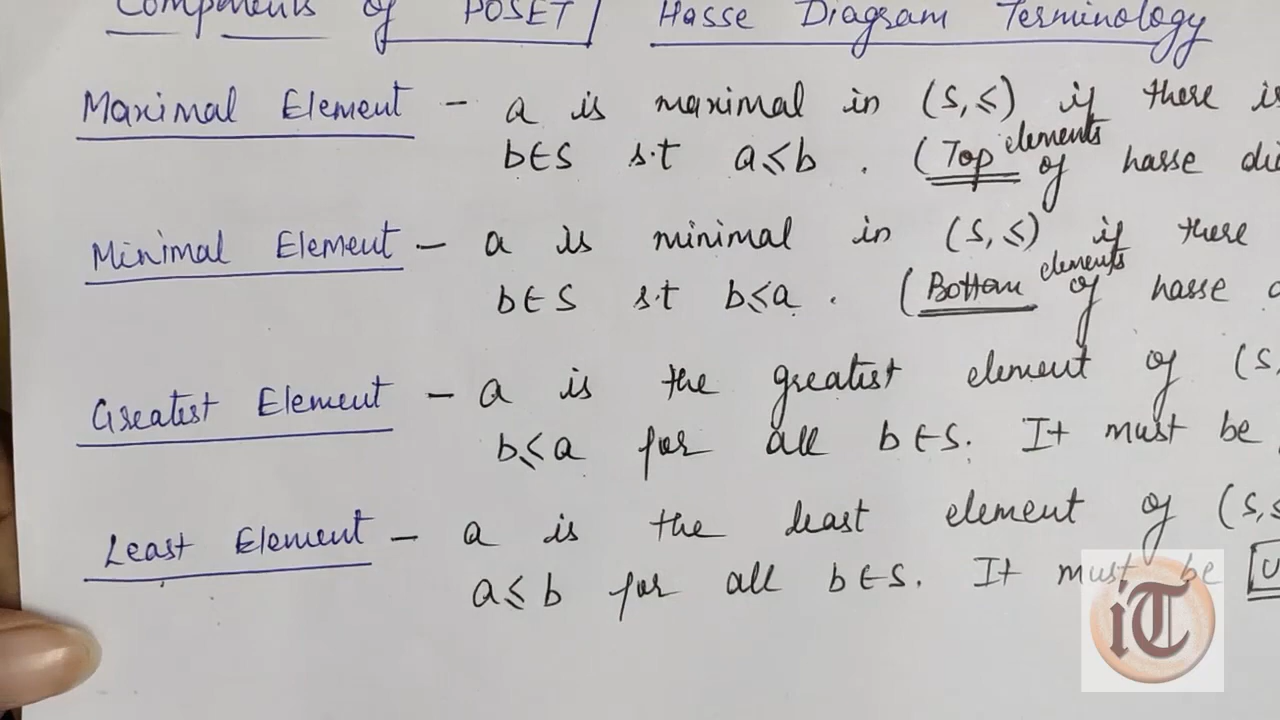 Components of POSET / Hasse Diagram Terminology
Maximal Element - a is maximal in (S,≤) if there is
b∈S s.t a≤b . (Top elements of hasse di
Minimal Element - a is minimal in (S,≤) if there
b∈S s.t b≤a . (Bottom elements of hasse d
Greatest Element - a is the greatest element of (S,
b≤a for all b∈S. It must be
Least Element - a is the least element of (S,≤
a≤b for all b∈S. It must be U
iT